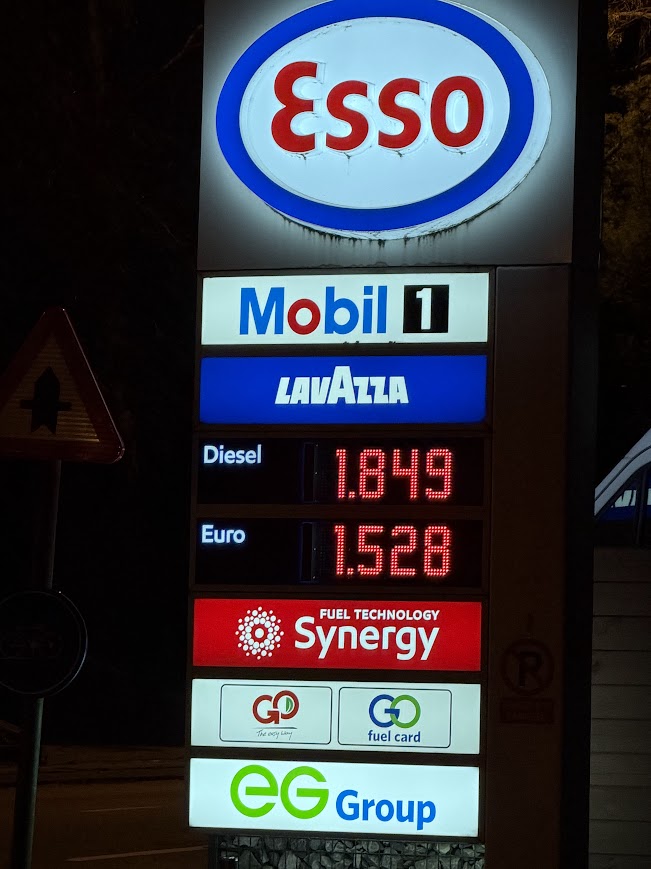 Esso
Mobil 1
LAVAZZA
Diesel 1.849
Euro 1.528
FUEL TECHNOLOGY
Synergy
GO
The easy way
GO
fuel card
eG Group
P